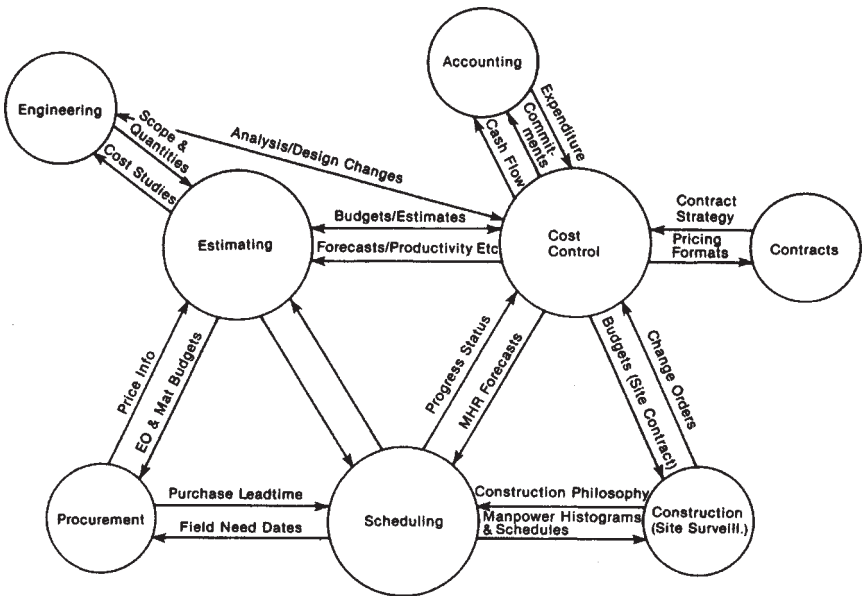 Accounting
Engineering
Scope &
Quantities
Cost Studies
Analysis/Design Changes
Expenditure
Commit-
ments
Cash Flow
Estimating
Budgets/Estimates
Forecasts/Productivity Etc
Cost
Control
Contract
Strategy
Pricing
Formats
Contracts
Price Info
EO & Mat Budgets
Progress Status
MHR Forecasts
Budgets (Site Contract)
Change Orders
Procurement
Purchase Leadtime
Field Need Dates
Scheduling
Construction Philosophy
Manpower Histograms
& Schedules
Construction
(Site Surveill.)